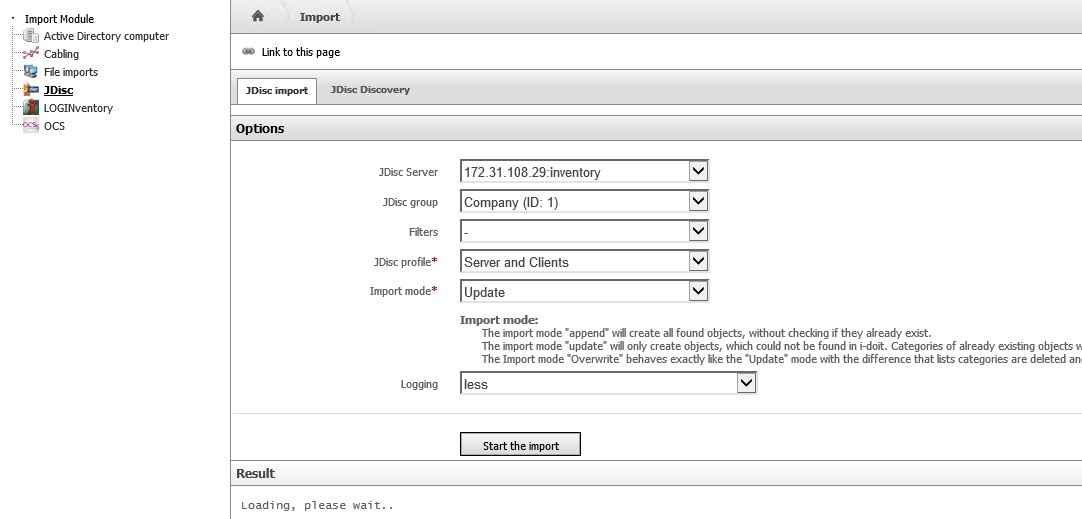 Import Module
Active Directory computer
Cabling
File imports
JDisc
LOGINventory
OCS
Import
Link to this page
JDisc import JDisc Discovery
Options
JDisc Server 172.31.108.29:inventory
JDisc group Company (ID: 1)
Filters -
JDisc profile* Server and Clients
Import mode* Update
Import mode:
The import mode "append" will create all found objects, without checking if they already exist.
The import mode "update" will only create objects, which could not be found in i-doit. Categories of already existing objects w
The Import mode "Overwrite" behaves exactly like the "Update" mode with the difference that lists categories are deleted an
Logging less
Start the import
Result
Loading, please wait..